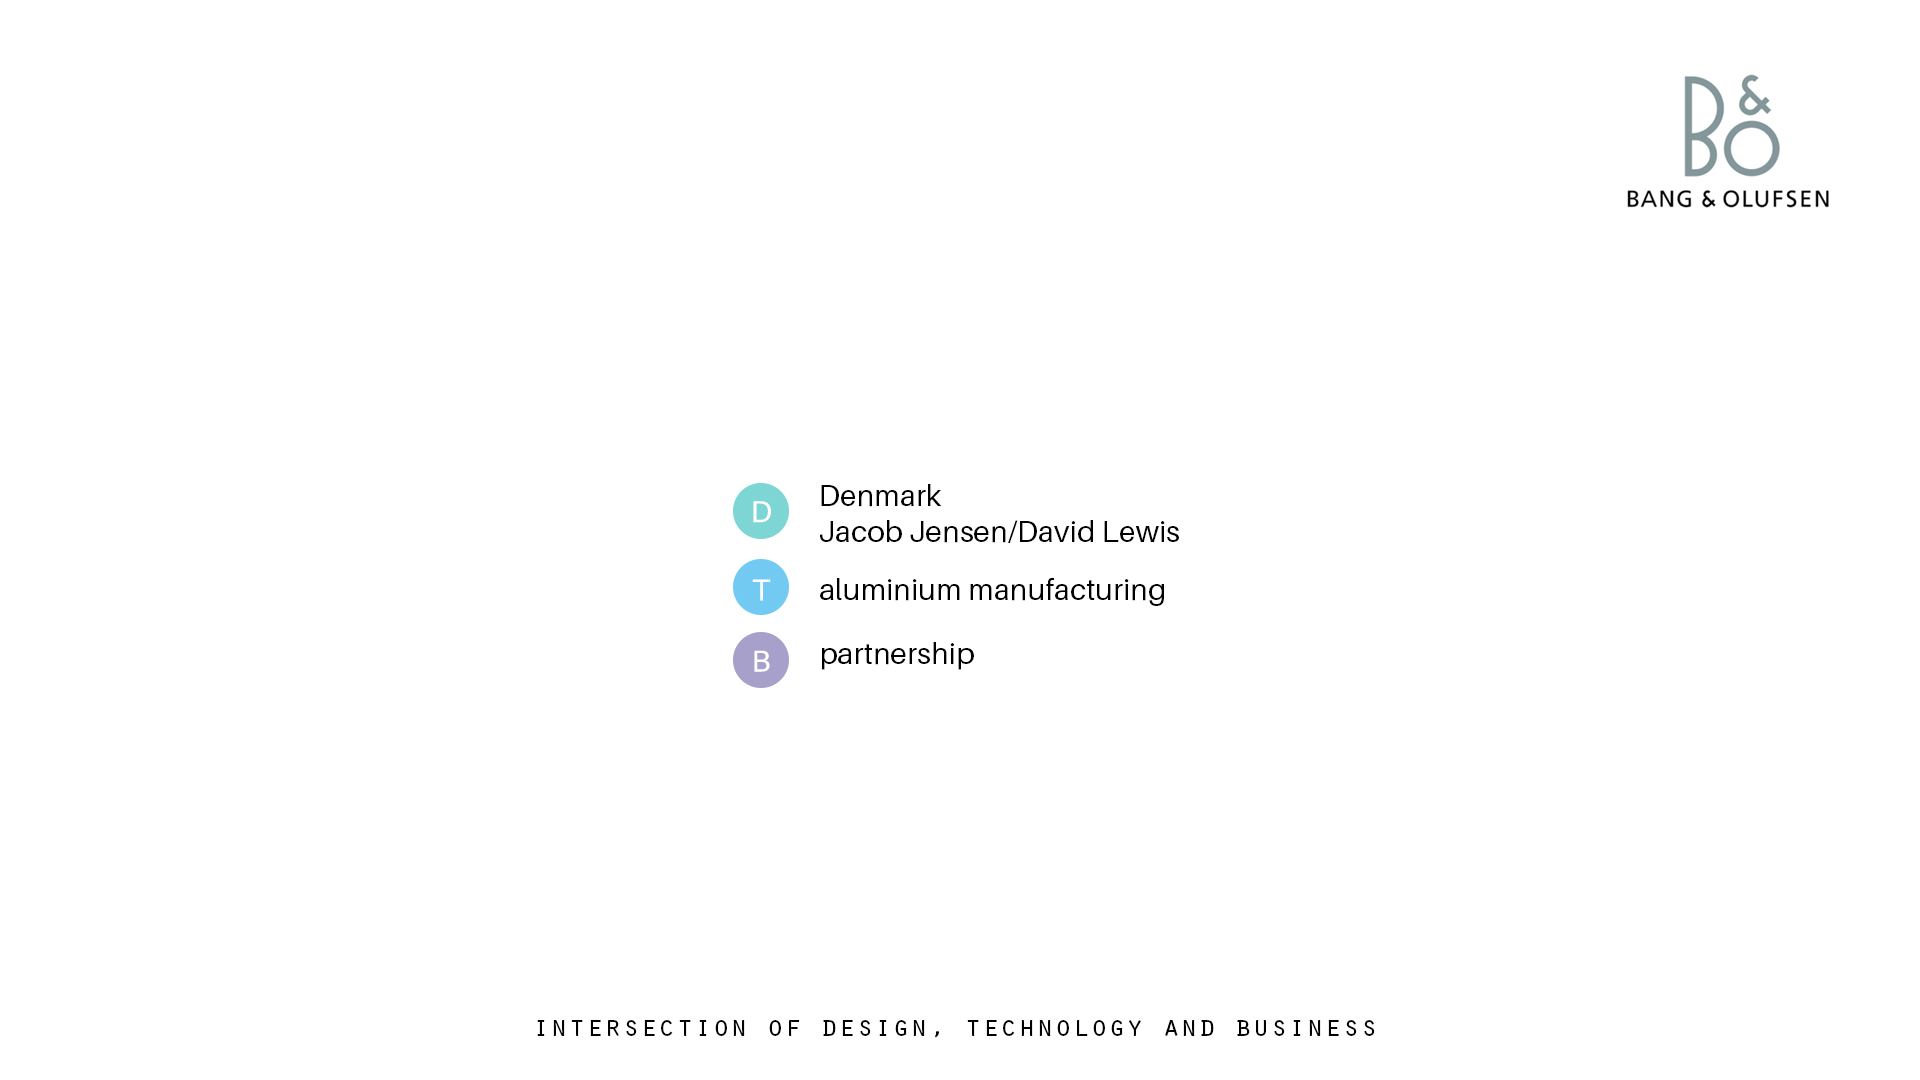 B&O
BANG & OLUFSEN
D
Denmark
Jacob Jensen/David Lewis
T
aluminium manufacturing
B
partnership
INTERSECTION OF DESIGN, TECHNOLOGY AND BUSINESS